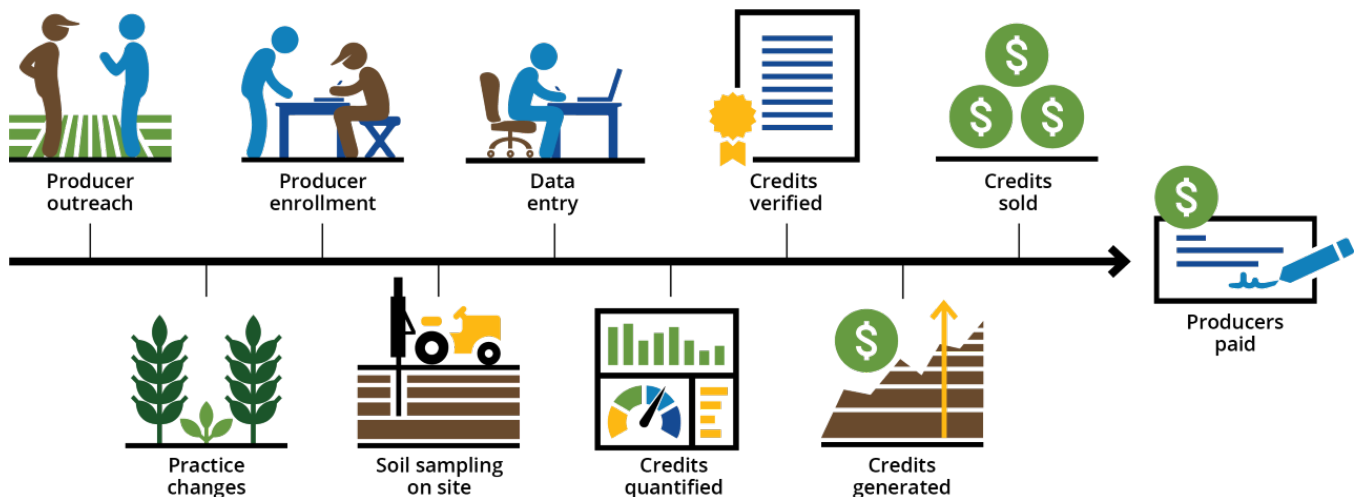 Producer
outreach
Producer
enrollment
Data
entry
Credits
verified
$
$ $
Credits
sold
$
Producers
paid
Practice
changes
Soil sampling
on site
Credits
quantified
$
Credits
generated